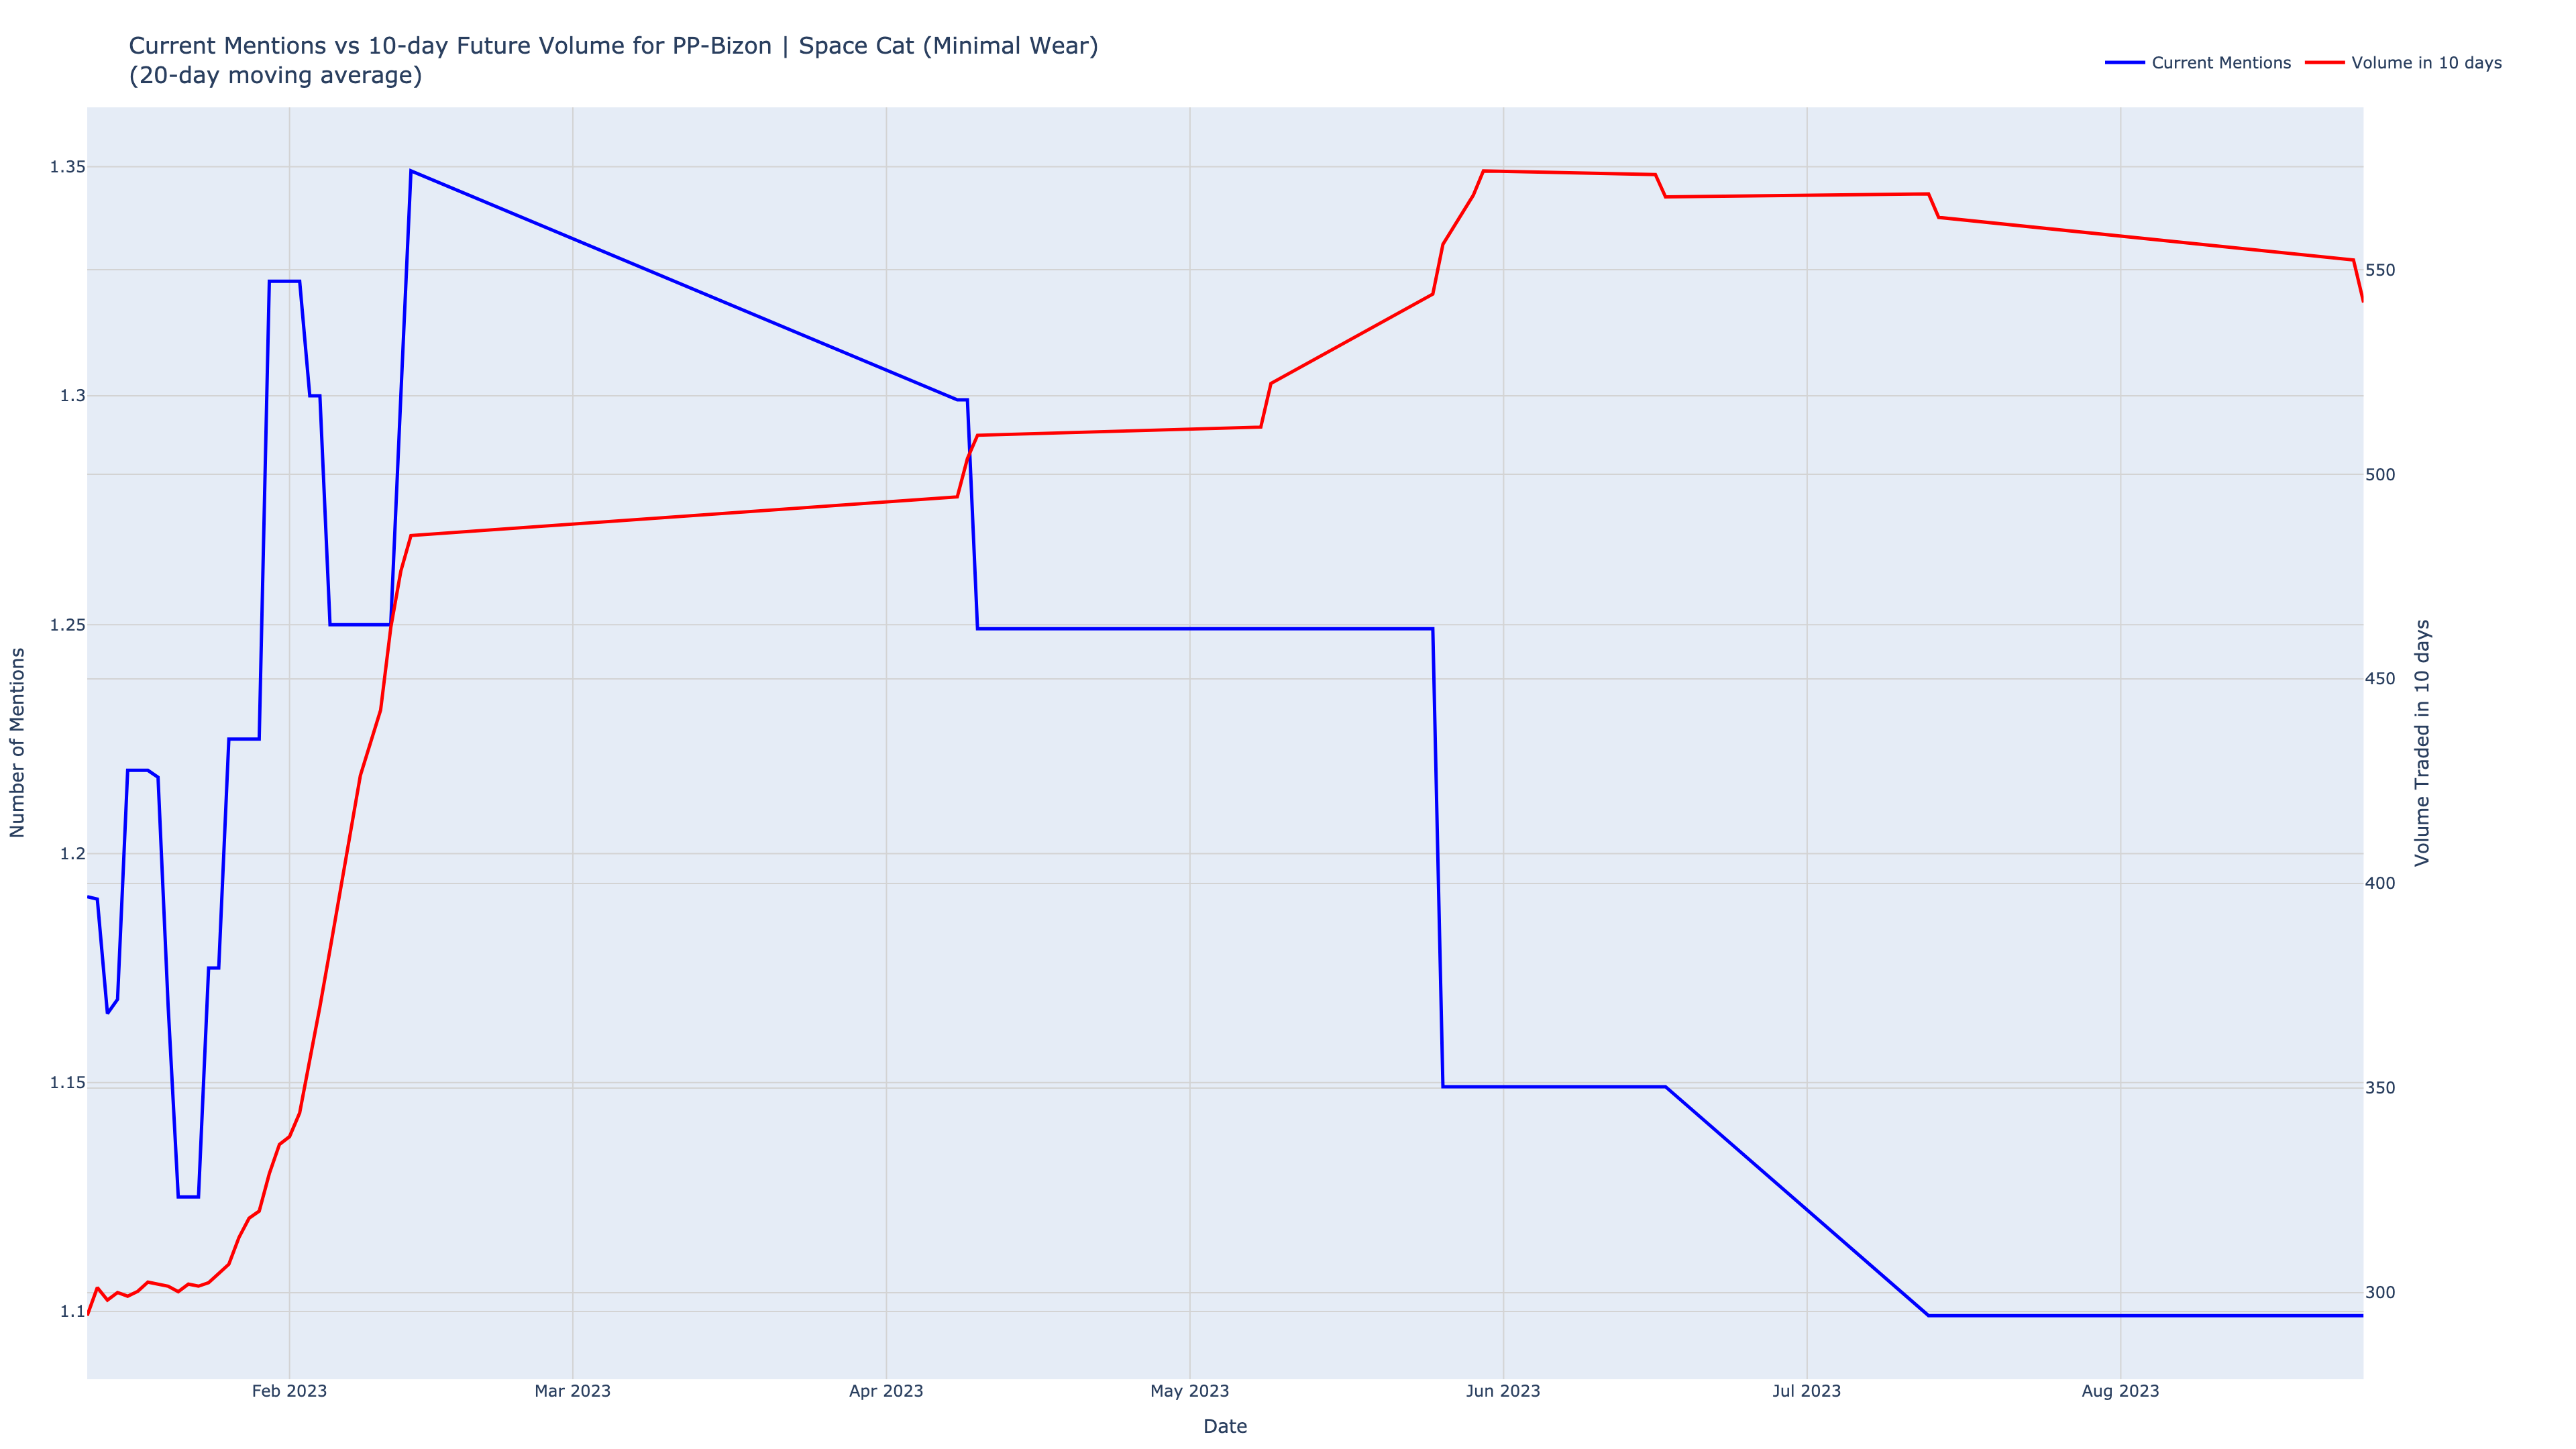 Current Mentions vs 10-day Future Volume for PP-Bizon | Space Cat (Minimal Wear)
(20-day moving average)
Current Mentions
Volume in 10 days
1.35
1.3
1.25
1.2
1.15
1.1
Number of Mentions
550
500
450
400
350
300
Volume Traded in 10 days
Feb 2023
Mar 2023
Apr 2023
May 2023
Jun 2023
Jul 2023
Aug 2023
Date